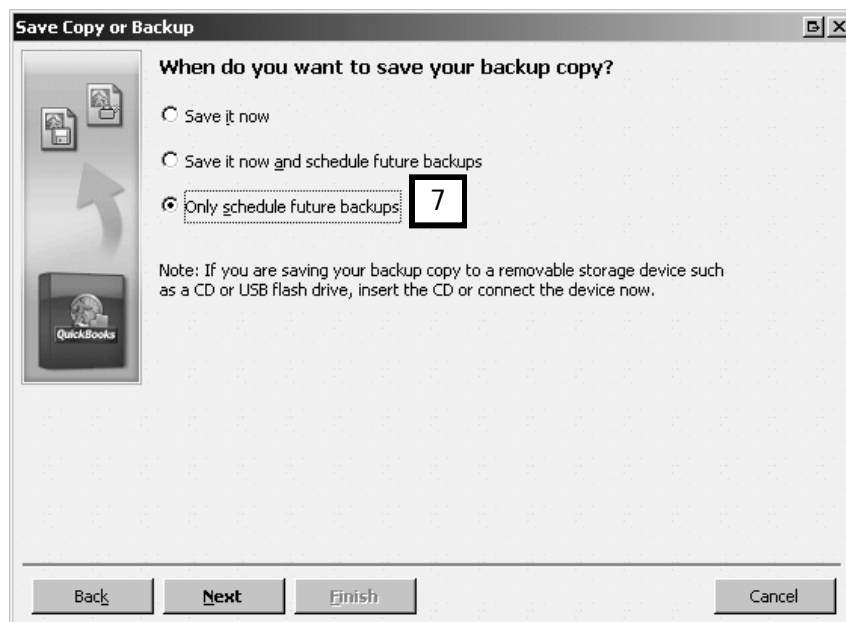 Save Copy or Backup
When do you want to save your backup copy?
Save it now
Save it now and schedule future backups
Only schedule future backups 7
Note: If you are saving your backup copy to a removable storage device such
as a CD or USB flash drive, insert the CD or connect the device now.
QuickBooks
Back Next Finish Cancel